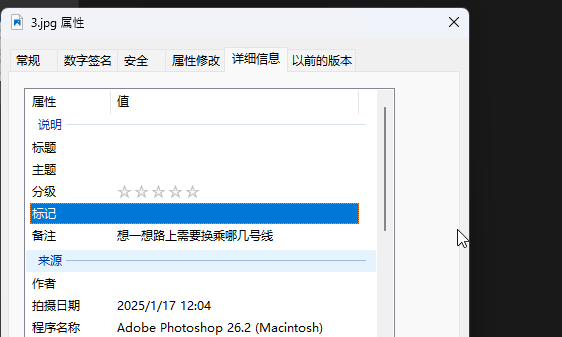 3.jpg 属性
常规 数字签名 安全 属性修改 详细信息 以前的版本
属性 值
说明
标题
主题
分级 ☆☆☆☆☆
标记
备注 想一想路上需要换乘哪几号线
来源
作者
拍摄日期 2025/1/17 12:04
程序名称 Adobe Photoshop 26.2 (Macintosh)